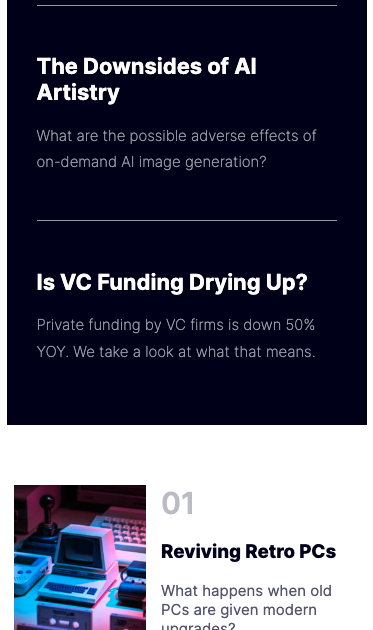 The Downsides of AI
Artistry
What are the possible adverse effects of
on-demand AI image generation?
Is VC Funding Drying Up?
Private funding by VC firms is down 50%
YOY. We take a look at what that means.
01
Reviving Retro PCs
What happens when old
PCs are given modern
upgrades?